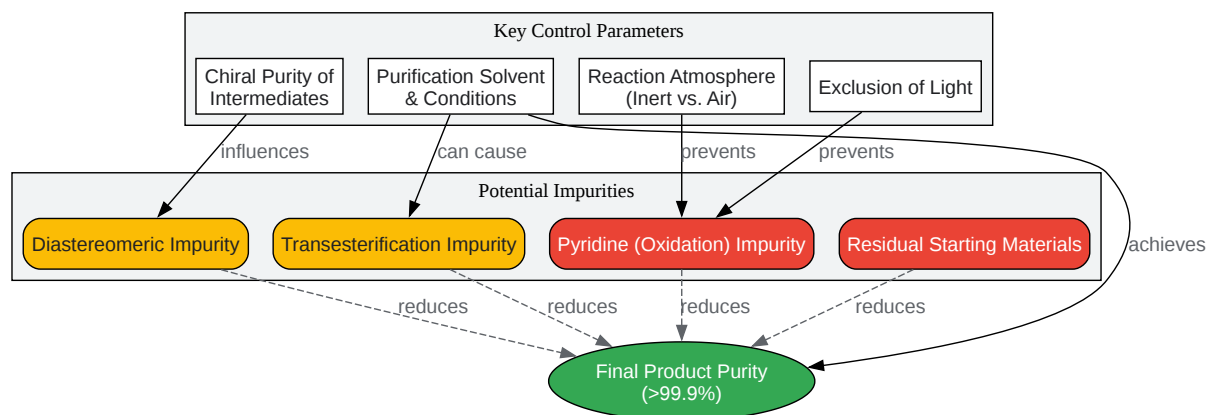 Key Control Parameters
Chiral Purity of
Intermediates
Purification Solvent
& Conditions
Reaction Atmosphere
(Inert vs. Air)
Exclusion of Light
influences
can cause
prevents
prevents
Potential Impurities
Diastereomeric Impurity
Transesterification Impurity
Pyridine (Oxidation) Impurity
Residual Starting Materials
achieves
reduces
reduces
reduces
reduces
Final Product Purity
(>99.9%)